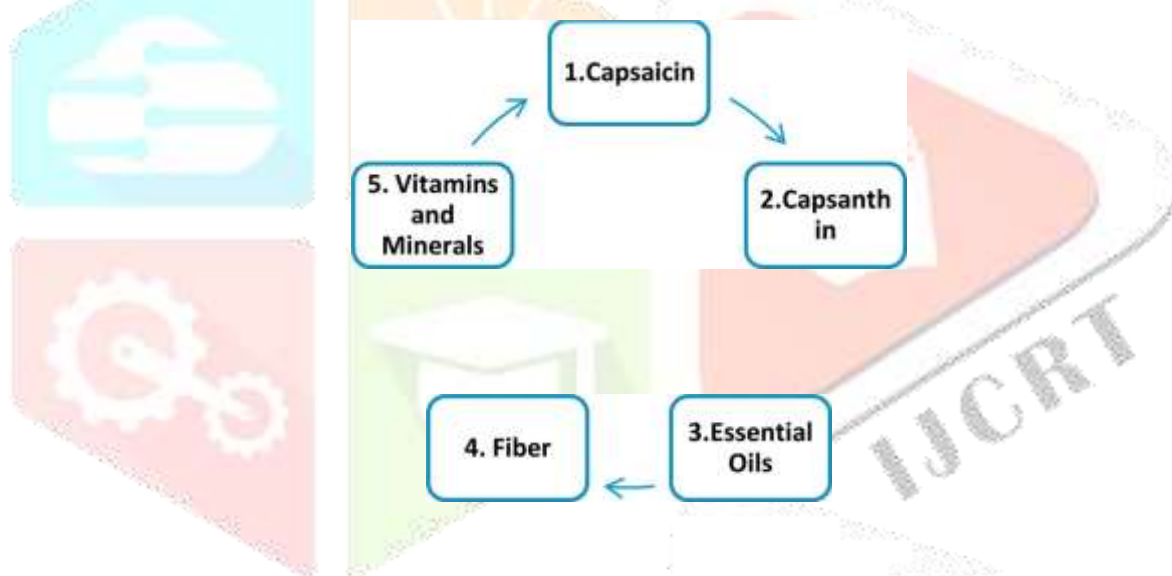 1.Capsaicin
2.Capsanth
in
3.Essential
Oils
4. Fiber
5. Vitamins
and
Minerals
IJCRT